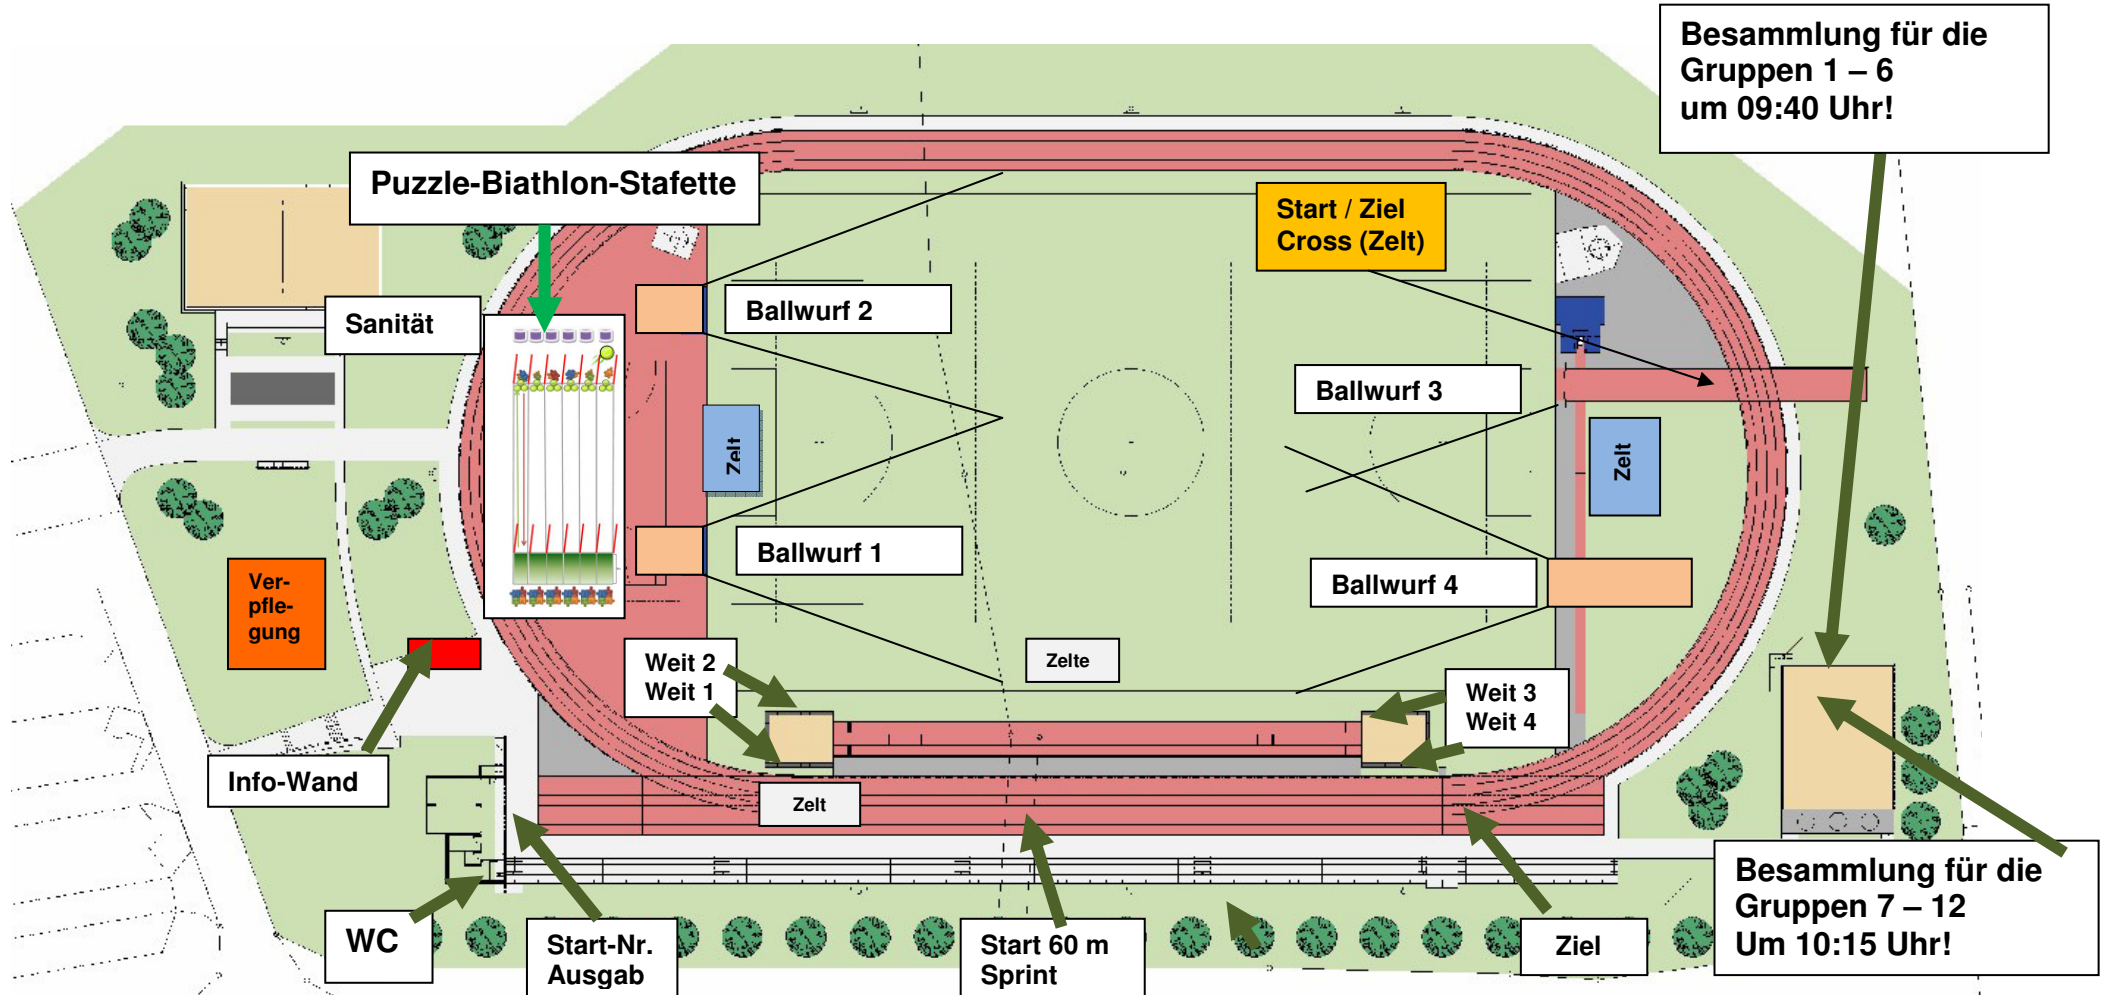 Besammlung für die
Gruppen 1 – 6
um 09:40 Uhr!
Puzzle-Biathlon-Stafette
Start / Ziel
Cross (Zelt)
Sanität
Ballwurf 2
Ballwurf 3
Zelt
Zelt
Ballwurf 1
Ballwurf 4
Ver-
pfle-
gung
Weit 2
Weit 1
Zelte
Weit 3
Weit 4
Info-Wand
Zelt
WC
Start-Nr.
Ausgab
Start 60 m
Sprint
Ziel
Besammlung für die
Gruppen 7 – 12
Um 10:15 Uhr!